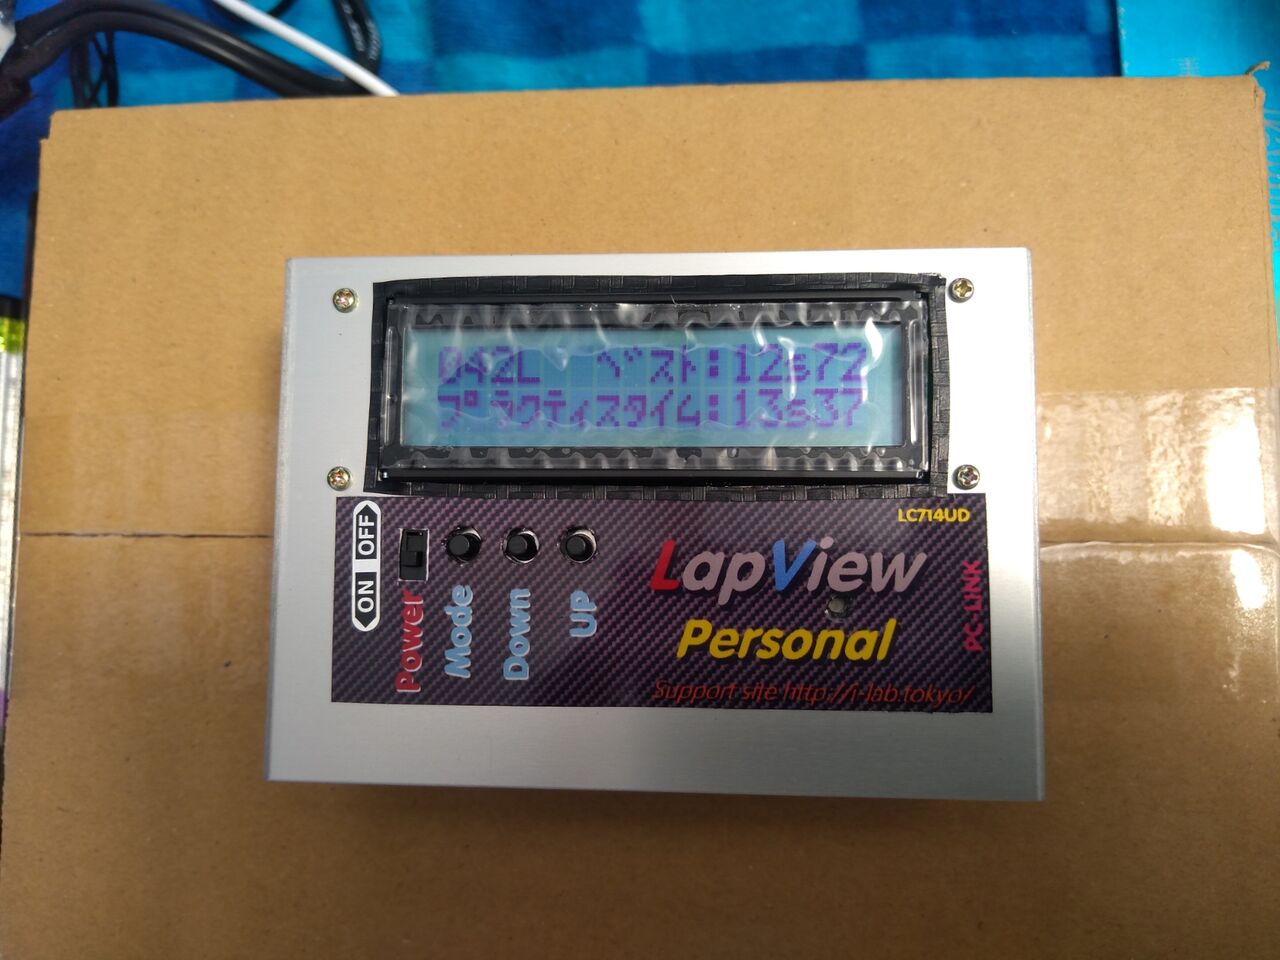 042L ベスト:12s72
プラクティスタイム:13s37
LC714UD
ON OFF
Power
Mode
Down
UP
LapView
Personal
PC-LINK
Support site http://i-lab.tokyo/